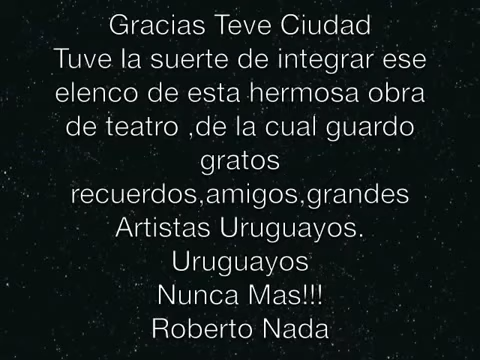 Gracias Teve Ciudad
Tuve la suerte de integrar ese
elenco de esta hermosa obra
de teatro ,de la cual guardo
gratos
recuerdos,amigos,grandes
Artistas Uruguayos.
Uruguayos
Nunca Mas!!!
Roberto Nada